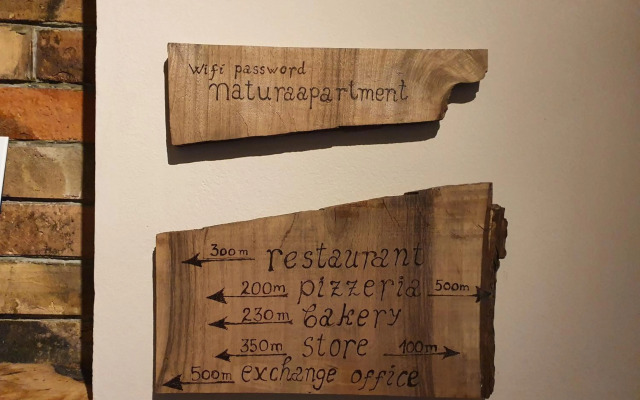 Wifi password
naturaapartment
300m restaurant
200m pizzeria 500m
230m bakery
350m store 100m
500m exchange office